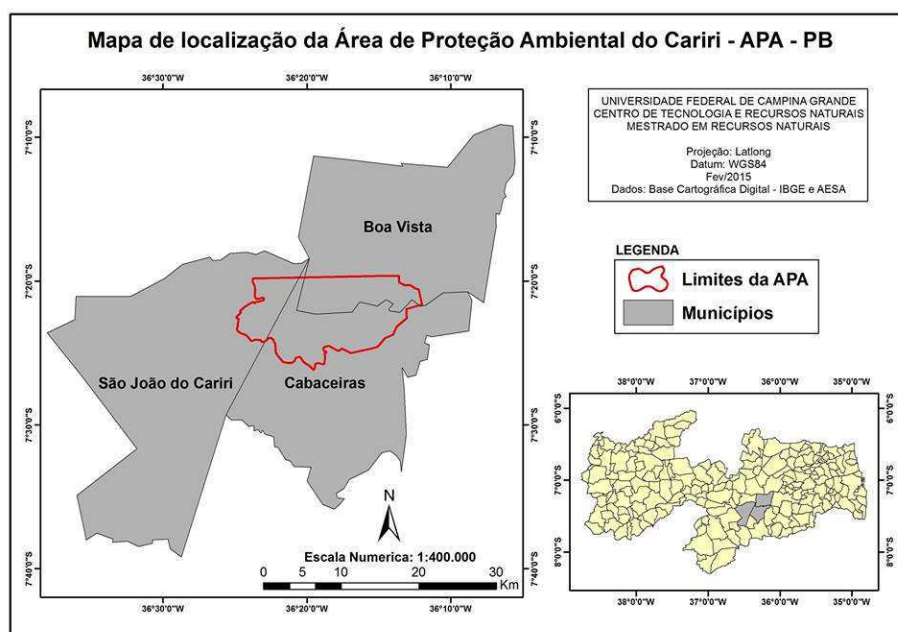 Mapa de localização da Área de Proteção Ambiental do Cariri - APA - PB
36°30'0"W 36°20'0"W 36°10'0"W
7°10'0"S 7°20'0"S 7°30'0"S 7°40'0"S
7°10'0"S 7°20'0"S 7°30'0"S 7°40'0"S
Boa Vista
São João do Cariri
Cabaceiras
N
Escala Numerica: 1:400.000
0 5 10 20 30
Km
36°30'0"W 36°20'0"W 36°10'0"W
UNIVERSIDADE FEDERAL DE CAMPINA GRANDE
CENTRO DE TECNOLOGIA E RECURSOS NATURAIS
MESTRADO EM RECURSOS NATURAIS
Projeção: Latlong
Datum: WGS84
Fev/2015
Dados: Base Cartográfica Digital - IBGE e AESA
LEGENDA
Limites da APA
Municípios
38°0'0"W 37°0'0"W 36°0'0"W 35°0'0"W
6°0'0"S 7°0'0"S 8°0'0"S
6°0'0"S 7°0'0"S 8°0'0"S
38°0'0"W 37°0'0"W 36°0'0"W 35°0'0"W